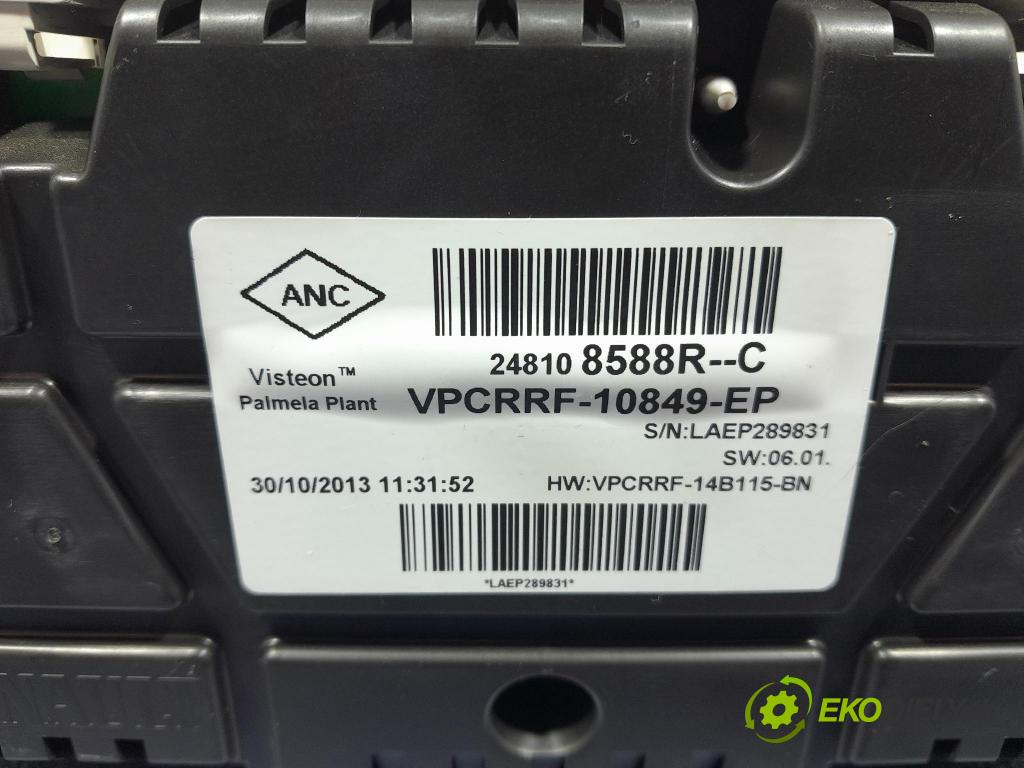 ANC
24810 8588R--C
Visteon™
Palmela Plant
VPCRRF-10849-EP
S/N:LAEP289831
SW:06.01.
30/10/2013 11:31:52
HW:VPCRRF-14B115-BN
*LAEP289831*
EKO DIELY